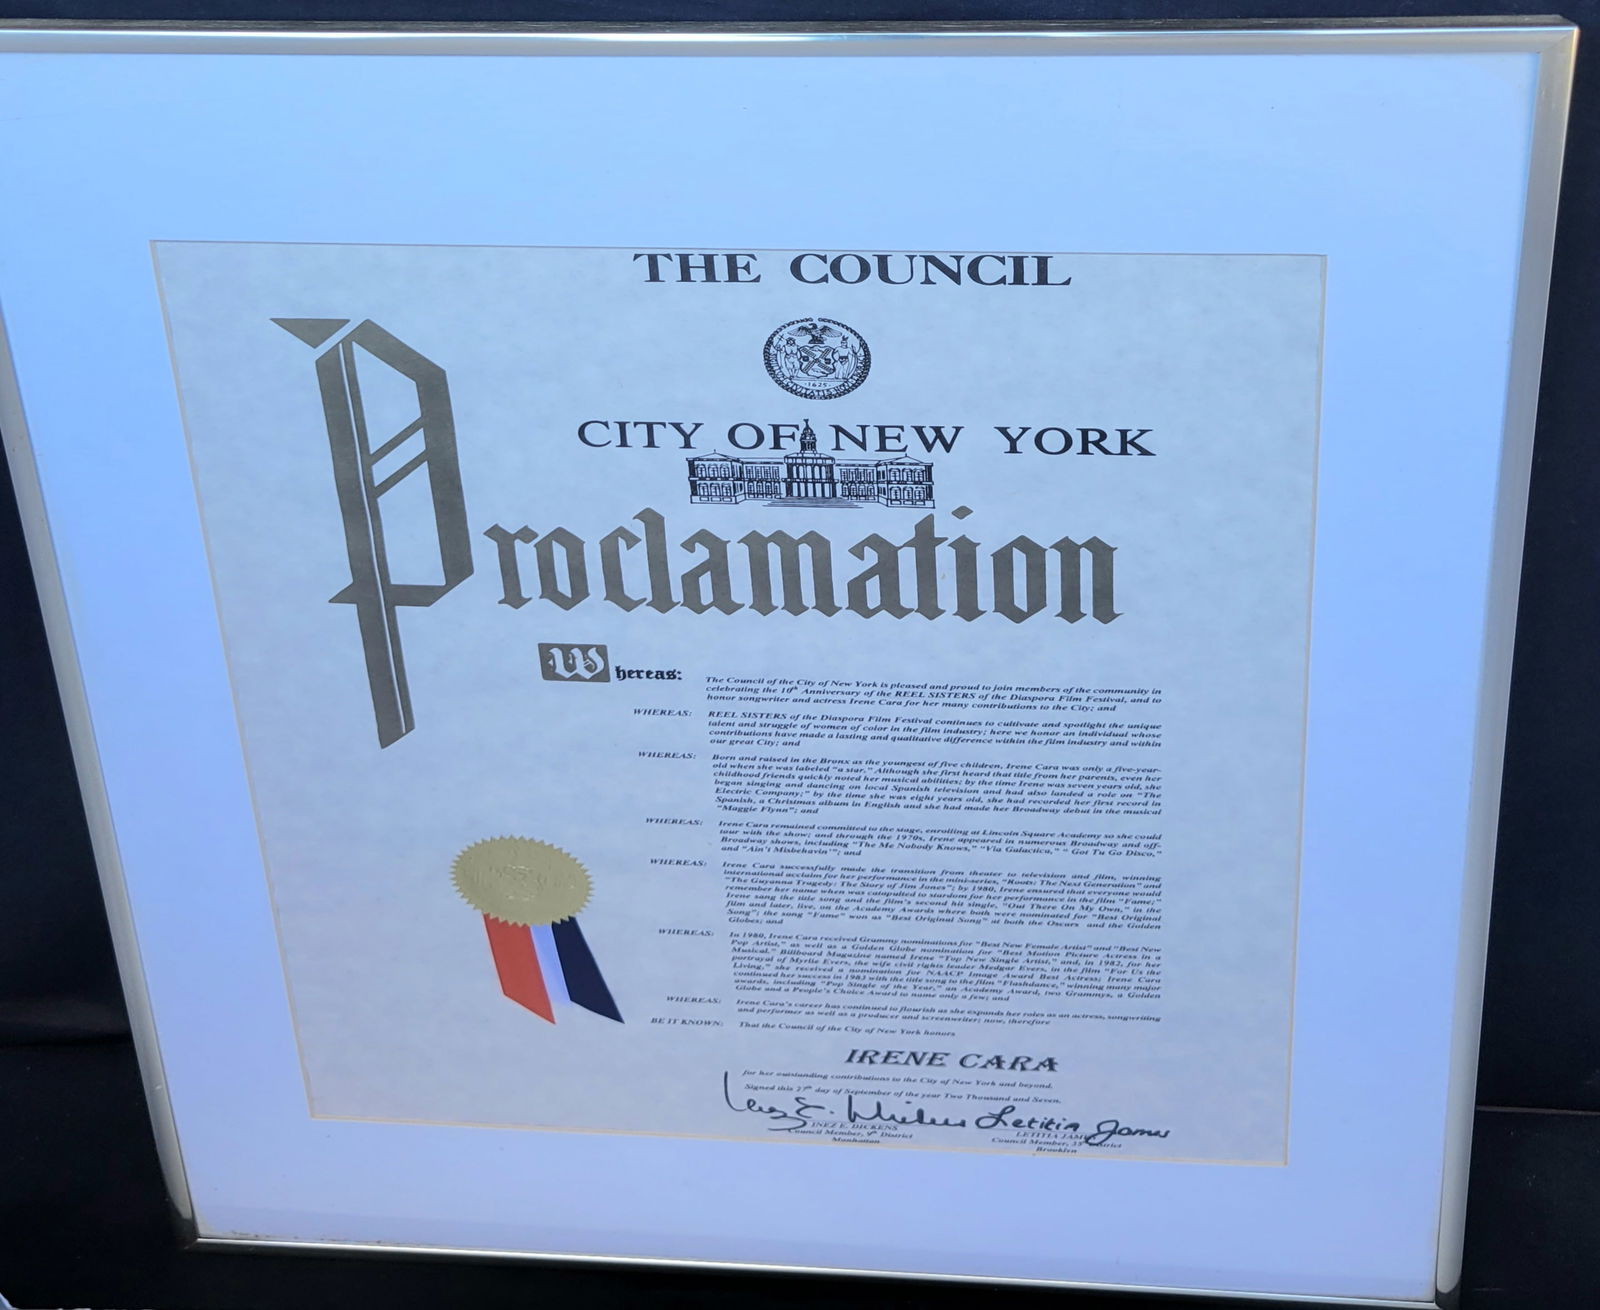 THE COUNCIL
1625
CITY OF NEW YORK
Proclamation
Whereas: The Council of the City of New York is pleased and proud to join members of the community in
celebrating the 10th Anniversary of the REEL SISTERS of the Diaspora Film Festival, and to
honor songwriter and actress Irene Cara for her many contributions to the City; and
WHEREAS: REEL SISTERS of the Diaspora Film Festival continues to cultivate and spotlight the unique
talent and struggle of women of color in the film industry; here we honor an individual whose
contributions have made a lasting and qualitative difference within the film industry and within
our great City; and
WHEREAS: Born and raised in the Bronx as the youngest of five children, Irene Cara was only a five-year-
old when she was labeled "a star." Although she first heard that title from her parents, even her
childhood friends quickly noted her musical abilities; by the time Irene was seven years old, she
began singing and dancing on local Spanish television and had also landed a role on "The
Electric Company;" by the time she was eight years old, she had recorded her first record in
Spanish, a Christmas album in English and she had made her Broadway debut in the musical
"Maggie Flynn"; and
WHEREAS: Irene Cara remained committed to the stage, enrolling at Lincoln Square Academy so she could
tour with the show; and through the 1970s, Irene appeared in numerous Broadway and off-
Broadway shows, including "The Me Nobody Knows," "Via Galactica," " Got Tu Go Disco,"
and "Ain't Misbehavin'"; and
WHEREAS: Irene Cara successfully made the transition from theater to television and film, winning
international acclaim for her performance in the mini-series, "Roots: The Next Generation" and
"The Guyanna Tragedy: The Story of Jim Jones"; by 1980, Irene ensured that everyone would
remember her name when was catapulted to stardom for her performance in the film "Fame;"
Irene sang the title song and the film's second hit single, "Out There On My Own," in the
film and later, live, on the Academy Awards where both were nominated for "Best Original
Song"; the song "Fame" won as "Best Original Song" at both the Oscars and the Golden
Globes; and
WHEREAS: In 1980, Irene Cara received Grammy nominations for "Best New Female Artist" and "Best New
Pop Artist," as well as a Golden Globe nomination for "Best Motion Picture Actress in a
Musical." Billboard Magazine named Irene "Top New Single Artist," and, in 1982, for her
portrayal of Myrlie Evers, the wife civil rights leader Medgar Evers, in the film "For Us the
Living," she received a nomination for NAACP Image Award Best Actress; Irene Cara
continued her success in 1983 with the title song to the film "Flashdance," winning many major
awards, including "Pop Single of the Year," an Academy Award, two Grammys, a Golden
Globe and a People's Choice Award to name only a few; and
WHEREAS: Irene Cara's career has continued to flourish as she expands her roles as an actress, songwriting
and performer as well as a producer and screenwriter; now, therefore
BE IT KNOWN: That the Council of the City of New York honors
IRENE CARA
for her outstanding contributions to the City of New York and beyond.
Signed this 27th day of September of the year Two Thousand and Seven.
Inez E. Dickens Letitia James
INEZ E. DICKENS LETITIA JAMES
Council Member, 9th District Council Member, 35th District
Manhattan Brooklyn